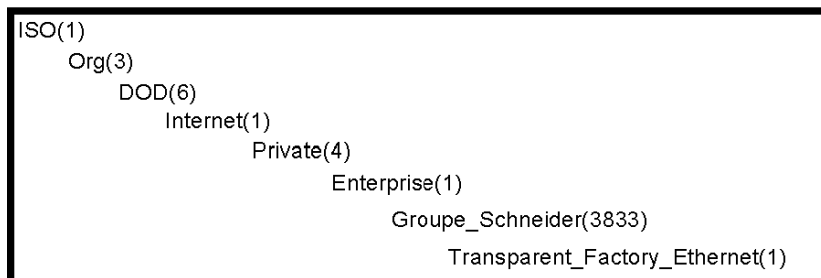 ISO(1)
Org(3)
DOD(6)
Internet(1)
Private(4)
Enterprise(1)
Groupe_Schneider(3833)
Transparent_Factory_Ethernet(1)